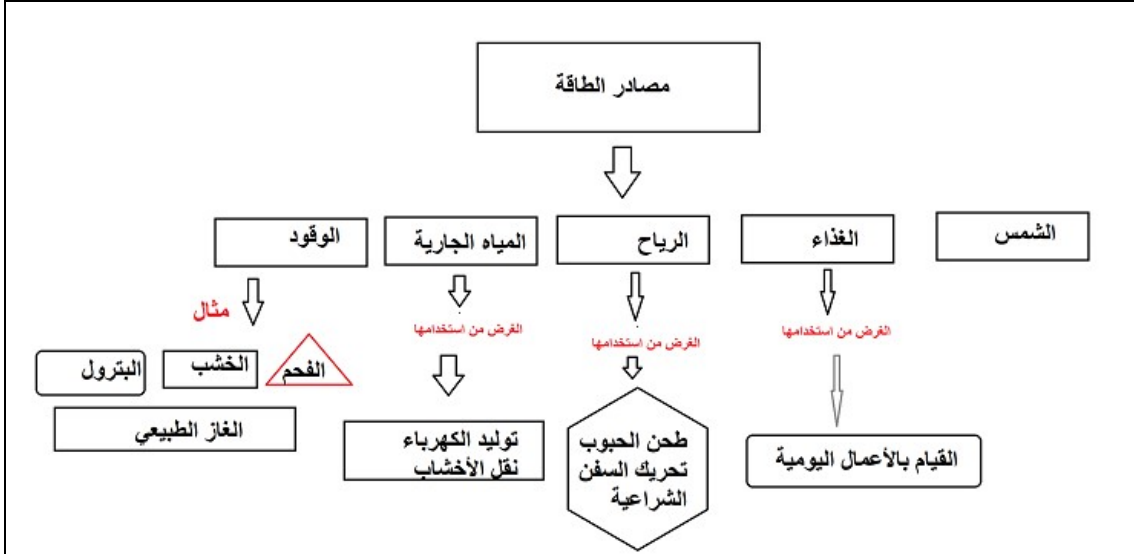 مصادر الطاقة
الشمس
الغذاء
الرياح
المياه الجارية
الوقود
الغرض من استخدامها
الغرض من استخدامها
الغرض من استخدامها
مثال
القيام بالأعمال اليومية
طحن الحبوب
تحريك السفن
الشراعية
توليد الكهرباء
نقل الأخشاب
الفحم
الخشب
البترول
الغاز الطبيعي